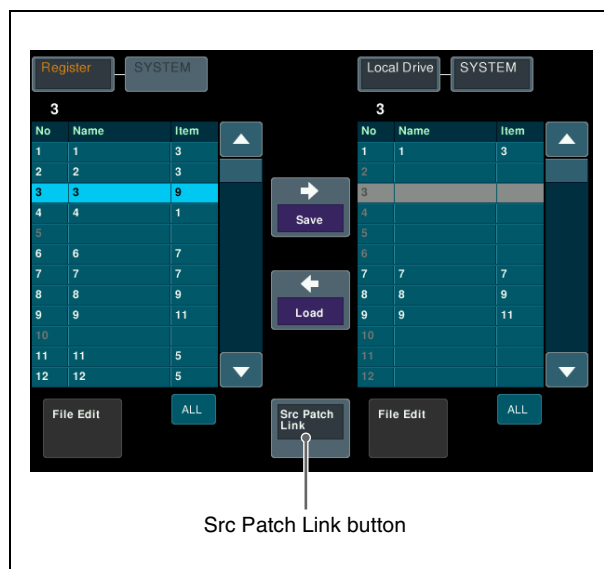 Register SYSTEM Local Drive SYSTEM
3 3
No Name Item No Name Item
1 1 3 1 1 3
2 2 3 2
3 3 9 3
4 4 1 4
5 5
6 6 7 6
7 7 7 7 7 7
8 8 9 8 8 9
9 9 11 9 9 11
10 10
11 11 5 11
12 12 5 12
Save
Load
File Edit ALL Src Patch Link File Edit ALL
Src Patch Link button